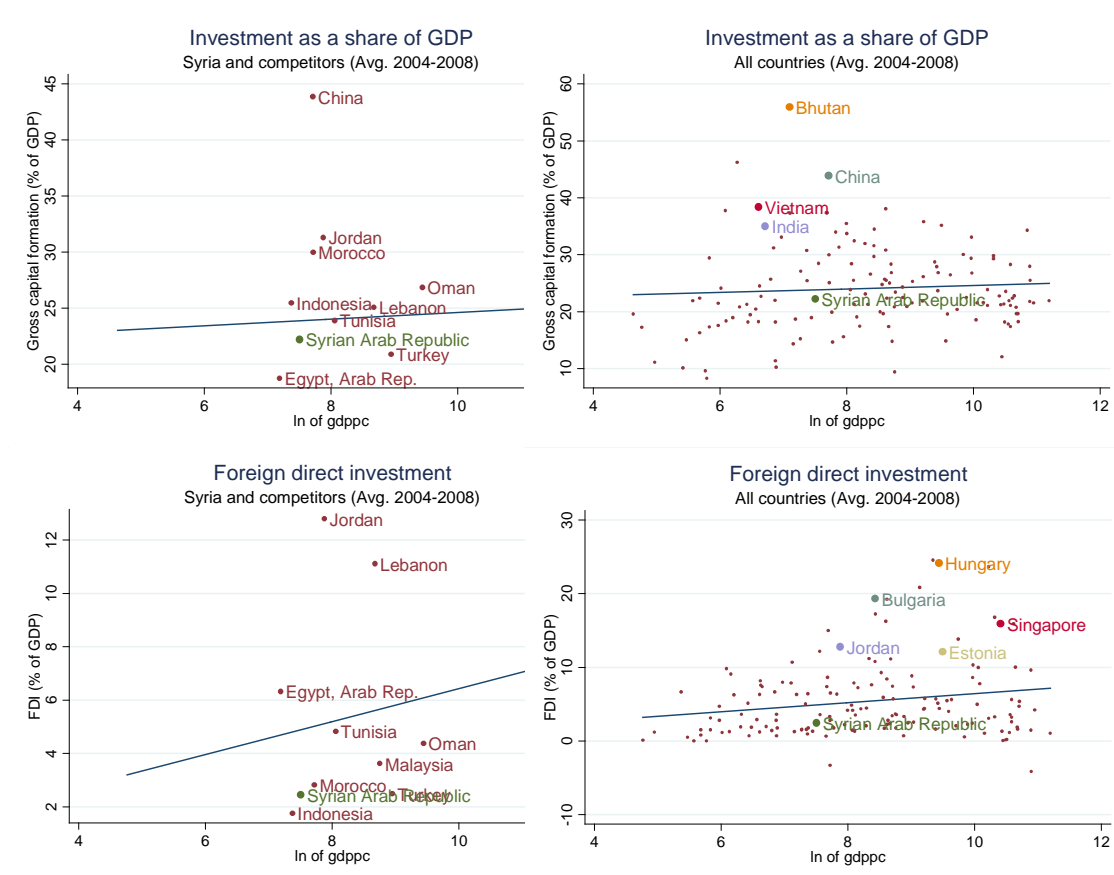 Investment as a share of GDP
Syria and competitors (Avg. 2004-2008)
Gross capital formation (% of GDP)
45
40
35
30
25
20
China
Jordan
Morocco
Oman
Indonesia
Lebanon
Tunisia
Syrian Arab Republic
Turkey
Egypt, Arab Rep.
4 6 8 10
ln of gdppc
Investment as a share of GDP
All countries (Avg. 2004-2008)
Gross capital formation (% of GDP)
60
50
40
30
20
10
Bhutan
China
Vietnam
India
Syrian Arab Republic
4 6 8 10 12
ln of gdppc
Foreign direct investment
Syria and competitors (Avg. 2004-2008)
FDI (% of GDP)
12
10
8
6
4
2
Jordan
Lebanon
Egypt, Arab Rep.
Tunisia
Oman
Malaysia
Morocco
Syrian Arab Republic
Turkey
Indonesia
4 6 8 10
ln of gdppc
Foreign direct investment
All countries (Avg. 2004-2008)
FDI (% of GDP)
30
20
10
0
-10
Hungary
Bulgaria
Singapore
Jordan
Estonia
Syrian Arab Republic
4 6 8 10 12
ln of gdppc